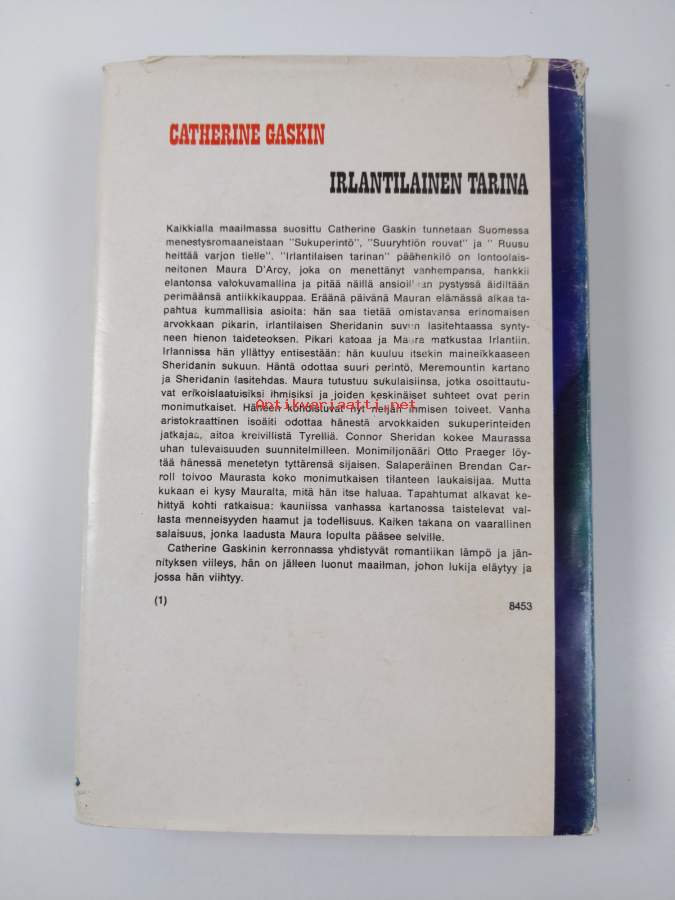 CATHERINE GASKIN
IRLANTILAINEN TARINA
Kaikkialla maailmassa suosittu Catherine Gaskin tunnetaan Suomessa
menestysromaaneistaan "Sukuperintö", "Suuryhtiön rouvat" ja " Ruusu
heittää varjon tielle". "Irlantilaisen tarinan" päähenkilö on lontoolais-
neitonen Maura D'Arcy, joka on menettänyt vanhempansa, hankkii
elantonsa valokuvamallina ja pitää näillä ansioillaan pystyssä äidiltään
perimäänsä antiikkikauppaa. Eräänä päivänä Mauran elämässä alkaa ta-
pahtua kummallisia asioita: hän saa tietää omistavansa erinomaisen
arvokkaan pikarin, irlantilaisen Sheridanin suvun lasitehtaassa synty-
neen hienon taideteoksen. Pikari katoaa ja Maura matkustaa Irlantiin.
Irlannissa hän yllättyy entisestään: hän kuuluu itsekin maineikkaaseen
Sheridanin sukuun. Häntä odottaa suuri perintö, Meremountin kartano
ja Sheridanin lasitehdas. Maura tutustuu sukulaisiinsa, jotka osoittautu-
vat erikoislaatuisiksi ihmisiksi ja joiden keskinäiset suhteet ovat perin
monimutkaiset. Häneen kohdistuvat nyt neljän ihmisen toiveet. Vanha
Antikvariaatti.net
aristokraattinen isoäiti odottaa hänestä arvokkaiden sukuperinteiden
jatkajaa, aitoa kreivillistä Tyrelliä. Connor Sheridan kokee Maurassa
uhan tulevaisuuden suunnitelmilleen. Monimiljonääri Otto Praeger löy-
tää hänessä menetetyn tyttärensä sijaisen. Salaperäinen Brendan Car-
roll toivoo Maurasta koko monimutkaisen tilanteen laukaisijaa. Mutta
kukaan ei kysy Mauralta, mitä hän itse haluaa. Tapahtumat alkavat ke-
hittyä kohti ratkaisua: kauniissa vanhassa kartanossa taistelevat val-
lasta menneisyyden haamut ja todellisuus. Kaiken takana on vaarallinen
salaisuus, jonka laadusta Maura lopulta pääsee selville.
Catherine Gaskinin kerronnassa yhdistyvät romantiikan lämpö ja jän-
nityksen viileys, hän on jälleen luonut maailman, johon lukija eläytyy ja
jossa hän viihtyy.
(1) 8453